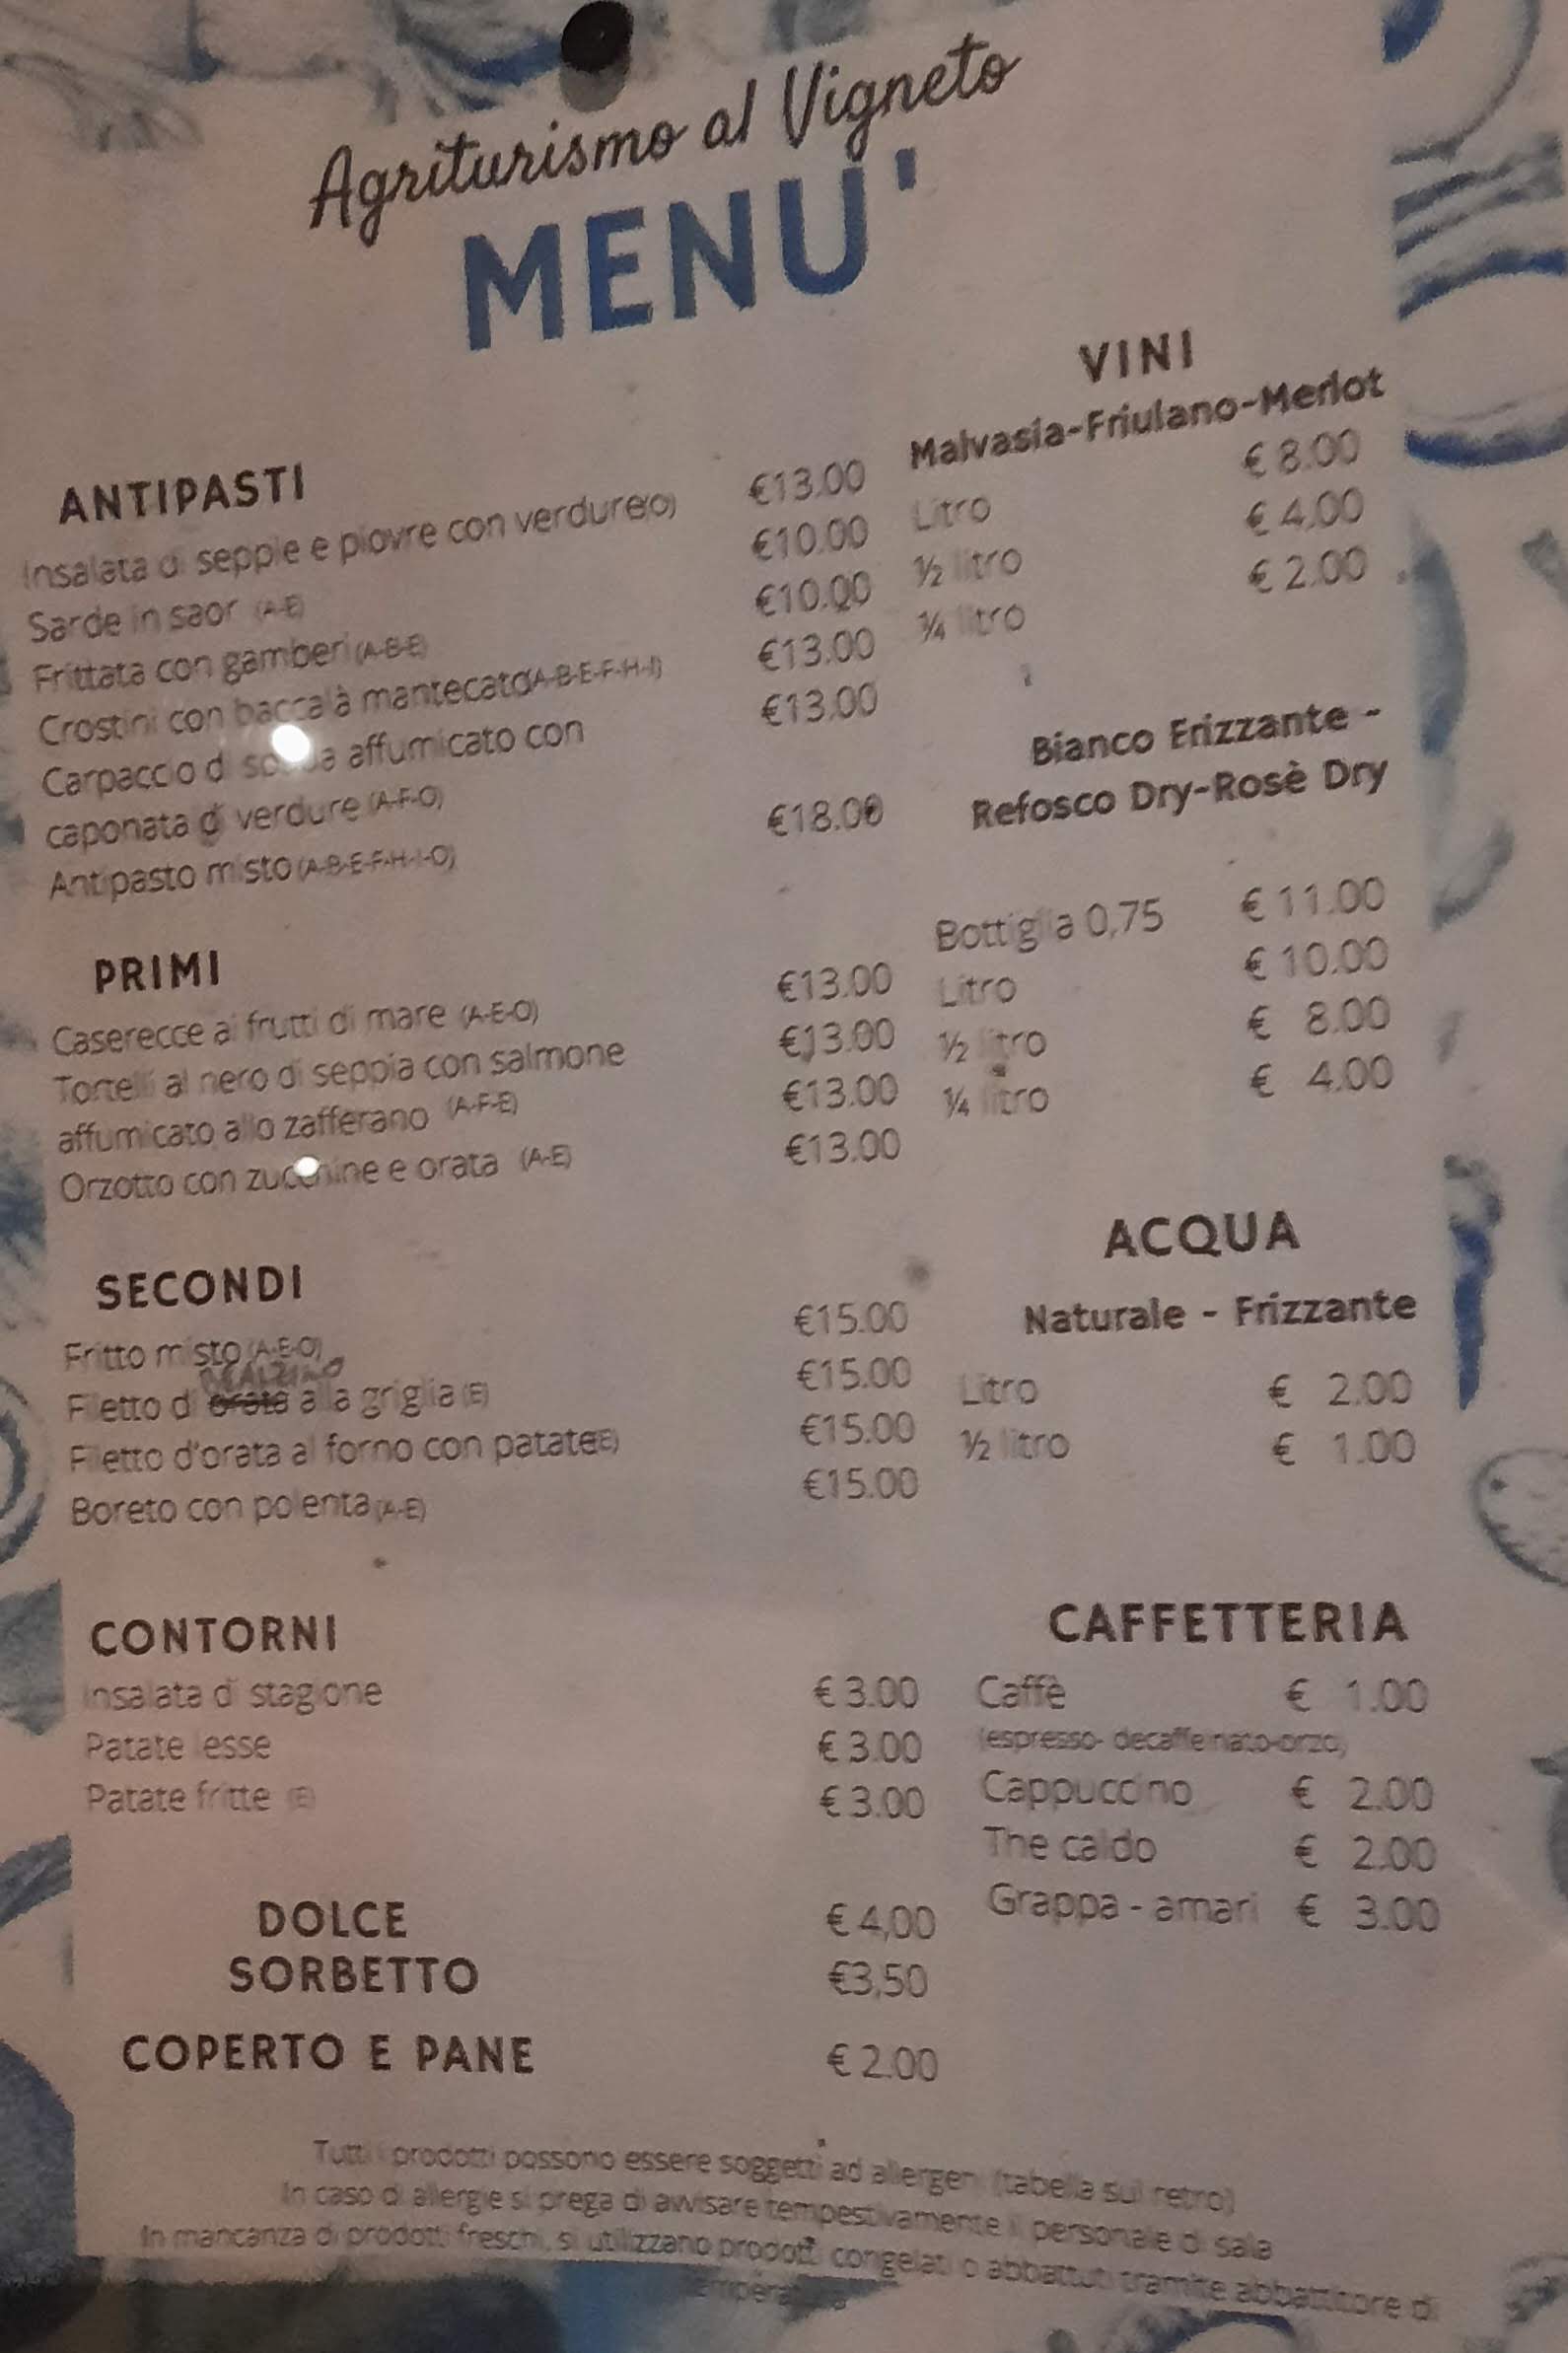 Agriturismo al Vigneto
MENU'
ANTIPASTI
Insalata di seppie e piovre con verdure(O) €13.00
Sarde in saor (A-E) €10.00
Frittata con gamberi (A-B-E) €10.00
Crostini con baccalà mantecato(A-B-E-F-H-I) €13.00
Carpaccio di affumicato con €13.00
caponata di verdure (A-F-O)
Antipasto misto (A-B-E-F-H-I-O) €18.00
PRIMI
Caserecce ai frutti di mare (A-E-O) €13.00
Tortelli al nero di seppia con salmone €13.00
affumicato allo zafferano (A-F-E) €13.00
Orzotto con zucchine e orata (A-E) €13.00
SECONDI
Fritto misto (A-E-O) €15.00
Filetto di orata alla griglia (E) €15.00
Filetto d'orata al forno con patate(E) €15.00
Boreto con polenta (A-E) €15.00
CONTORNI
Insalata di stagione € 3.00
Patate lesse € 3.00
Patate fritte (E) € 3.00
DOLCE € 4,00
SORBETTO €3,50
COPERTO E PANE € 2.00
VINI
Malvasia-Friulano-Merlot
Litro € 8.00
½ litro € 4.00
¼ litro € 2.00
Bianco Frizzante -
Refosco Dry-Rosè Dry
Bottiglia 0,75 € 11.00
Litro € 10.00
½ litro € 8.00
¼ litro € 4.00
ACQUA
Naturale - Frizzante
Litro € 2.00
½ litro € 1.00
CAFFETTERIA
Caffè € 1.00
(espresso- decaffeinato-orzo)
Cappuccino € 2.00
The caldo € 2.00
Grappa - amari € 3.00
Tutti i prodotti possono essere soggetti ad allergeni (tabella sul retro)
In caso di allergie si prega di avvisare tempestivamente il personale di sala
In mancanza di prodotti freschi, si utilizzano prodotti congelati o abbattuti tramite abbattitore di
temperatura